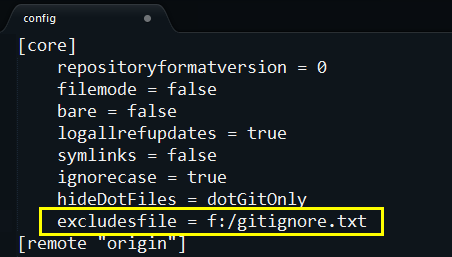 config
[core]
repositoryformatversion = 0
filemode = false
bare = false
logallrefupdates = true
symlinks = false
ignorecase = true
hideDotFiles = dotGitOnly
excludesfile = f:/gitignore.txt
[remote "origin"]